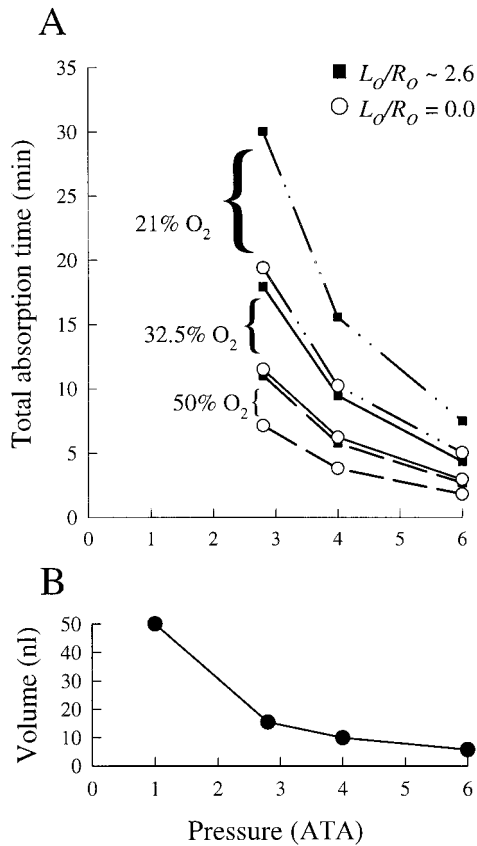 A
35
30
25
20
15
10
5
0
Total absorption time (min)
L_O/R_O ~ 2.6
L_O/R_O = 0.0
21% O₂
32.5% O₂
50% O₂
0 1 2 3 4 5 6
B
50
40
30
20
10
0
Volume (nl)
0 1 2 3 4 5 6
Pressure (ATA)